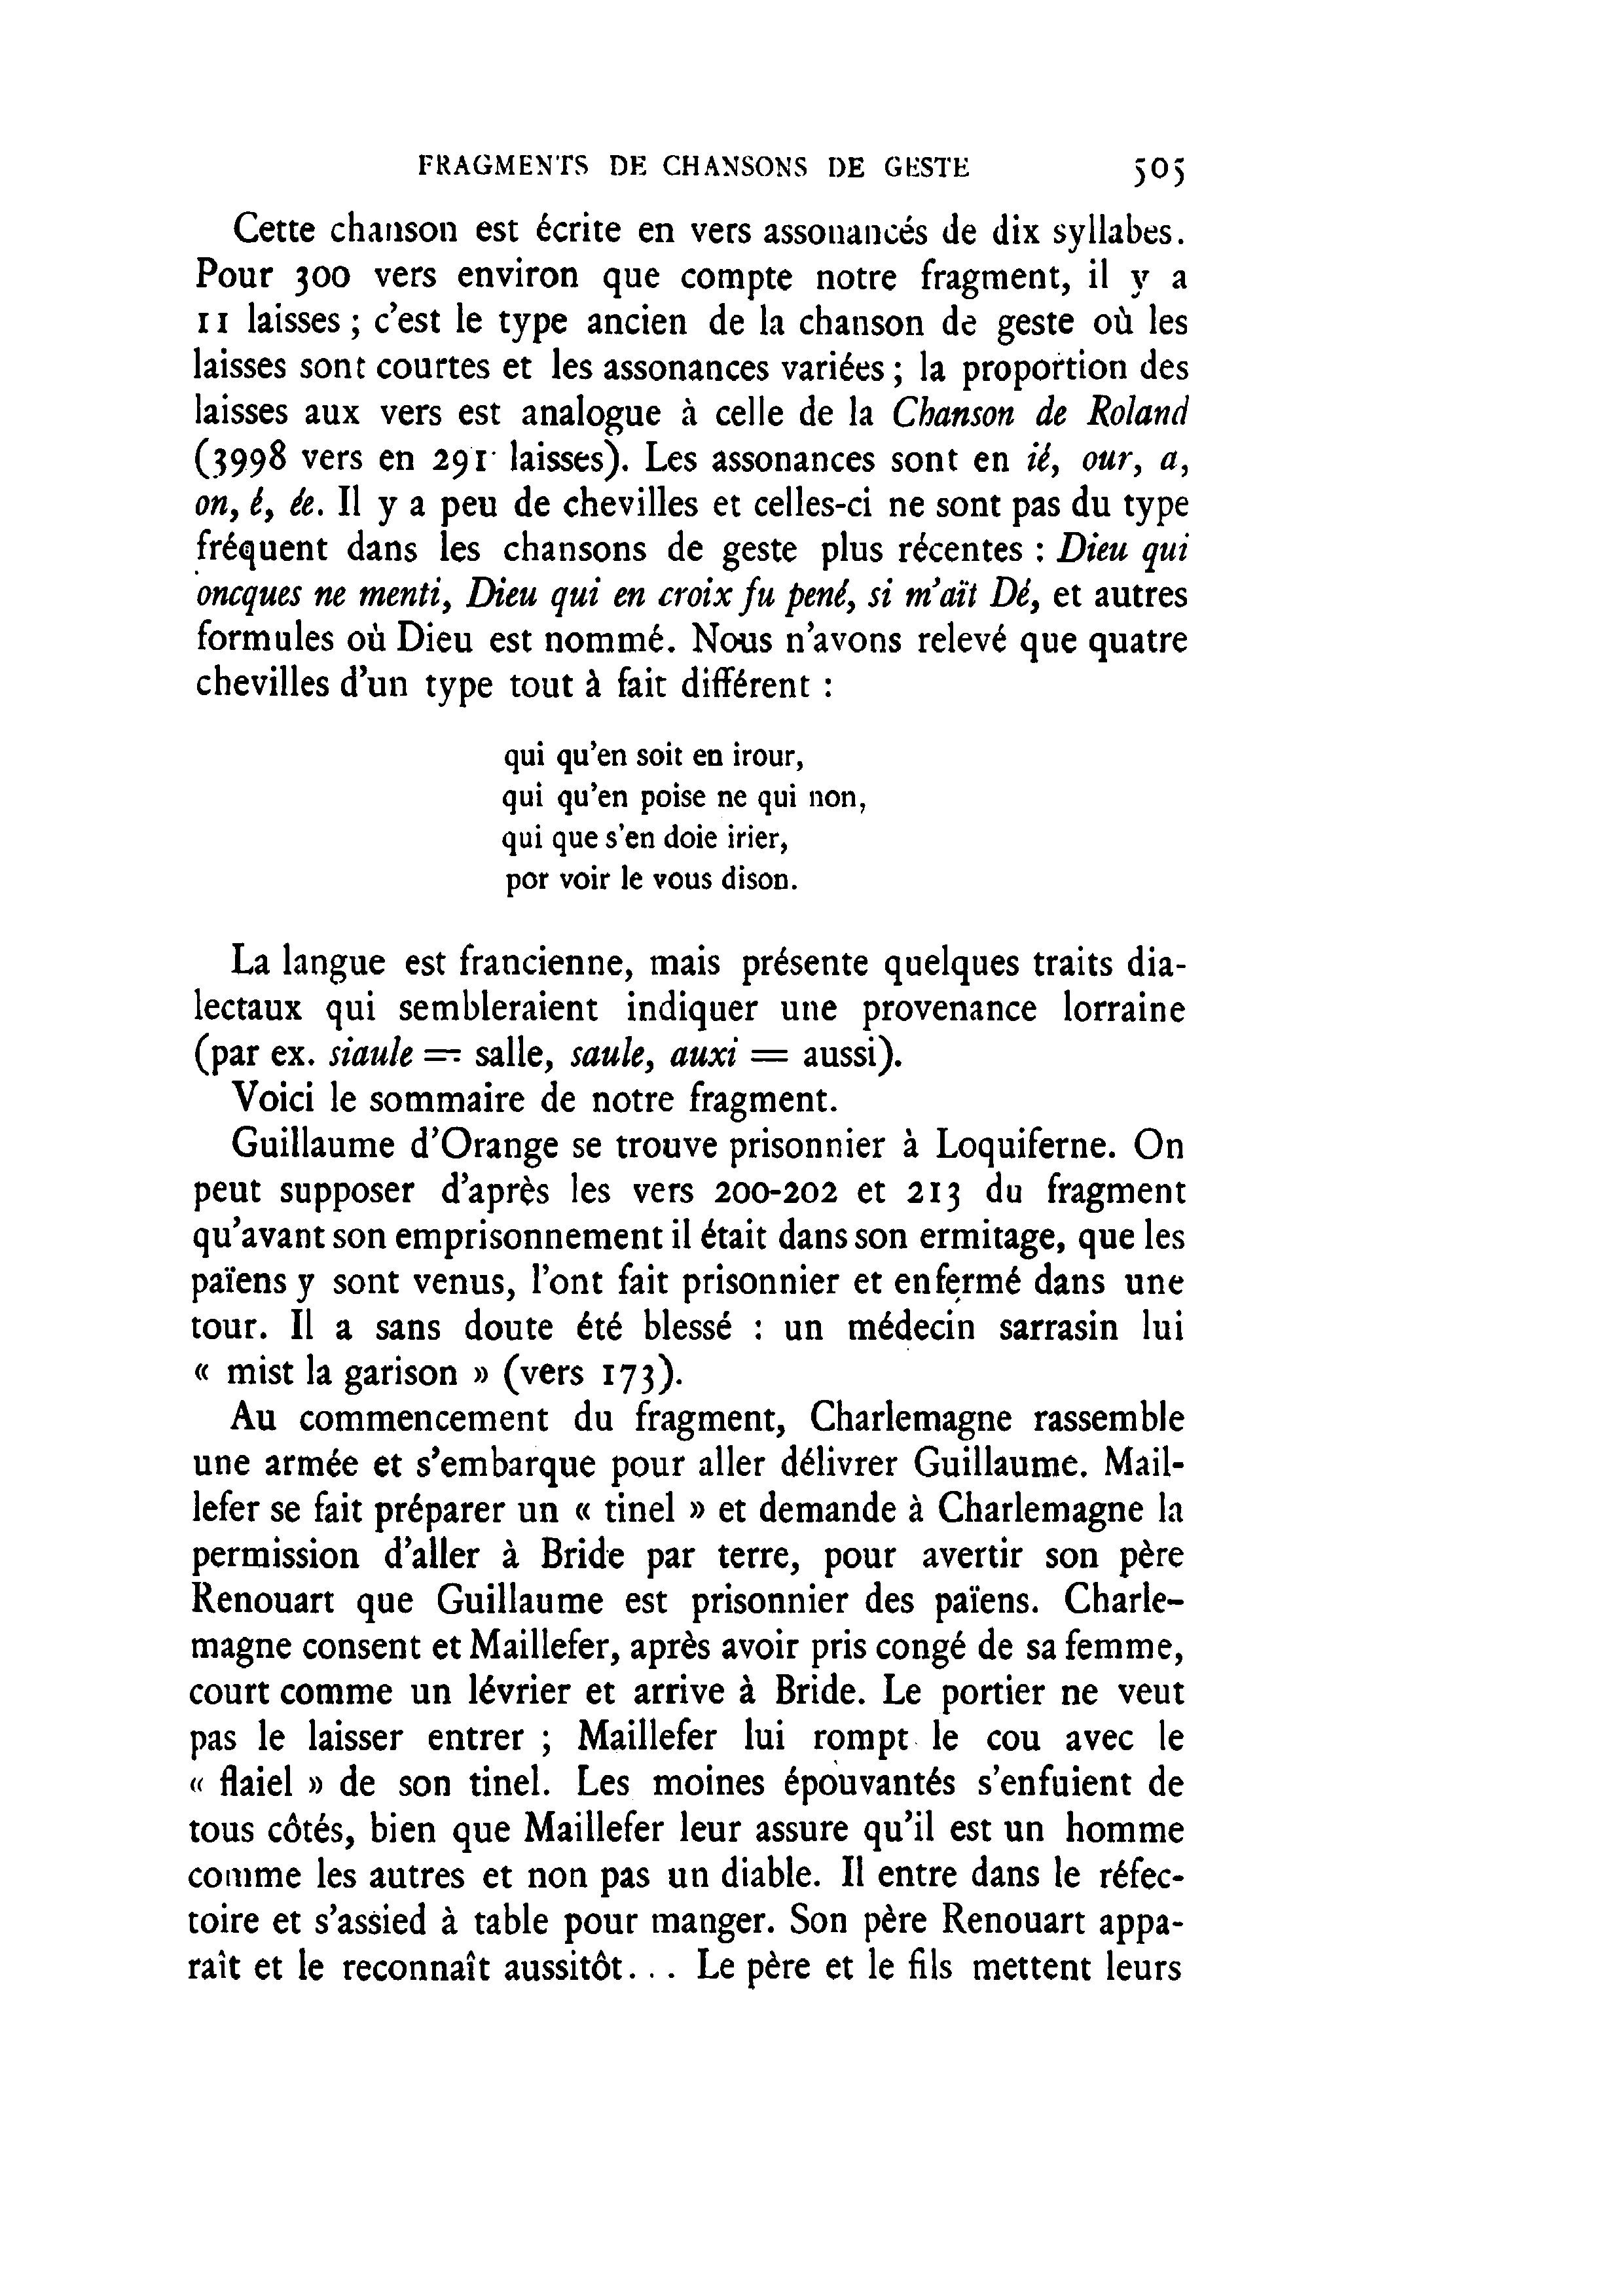 FRAGMENTS DE CHANSONS DE GESTE 505
Cette chanson est écrite en vers assonancés de dix syllabes.
Pour 300 vers environ que compte notre fragment, il y a
11 laisses ; c'est le type ancien de la chanson de geste où les
laisses sont courtes et les assonances variées ; la proportion des
laisses aux vers est analogue à celle de la Chanson de Roland
(3998 vers en 291 laisses). Les assonances sont en ié, our, a,
on, é, ée. Il y a peu de chevilles et celles-ci ne sont pas du type
fréquent dans les chansons de geste plus récentes : Dieu qui
oncques ne menti, Dieu qui en croix fu pené, si m'aït Dé, et autres
formules où Dieu est nommé. Nous n'avons relevé que quatre
chevilles d'un type tout à fait différent :
qui qu'en soit en irour,
qui qu'en poise ne qui non,
qui que s'en doie irier,
por voir le vous dison.
La langue est francienne, mais présente quelques traits dia-
lectaux qui sembleraient indiquer une provenance lorraine
(par ex. siaule = salle, saule, auxi = aussi).
Voici le sommaire de notre fragment.
Guillaume d'Orange se trouve prisonnier à Loquiferne. On
peut supposer d'après les vers 200-202 et 213 du fragment
qu'avant son emprisonnement il était dans son ermitage, que les
païens y sont venus, l'ont fait prisonnier et enfermé dans une
tour. Il a sans doute été blessé : un médecin sarrasin lui
« mist la garison » (vers 173).
Au commencement du fragment, Charlemagne rassemble
une armée et s'embarque pour aller délivrer Guillaume. Mail-
lefer se fait préparer un « tinel » et demande à Charlemagne la
permission d'aller à Bride par terre, pour avertir son père
Renouart que Guillaume est prisonnier des païens. Charle-
magne consent et Maillefer, après avoir pris congé de sa femme,
court comme un lévrier et arrive à Bride. Le portier ne veut
pas le laisser entrer ; Maillefer lui rompt le cou avec le
« flaiel » de son tinel. Les moines épouvantés s'enfuient de
tous côtés, bien que Maillefer leur assure qu'il est un homme
comme les autres et non pas un diable. Il entre dans le réfec-
toire et s'assied à table pour manger. Son père Renouart appa-
raît et le reconnaît aussitôt... Le père et le fils mettent leurs